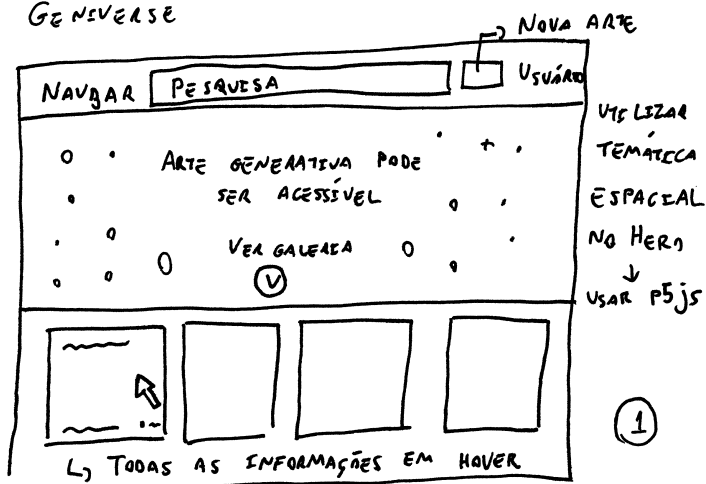 GENIVERSE
NOVA ARTE
NAVBAR PESQUISA USUÁRIO
UTILIZAR
TEMÁTICA
ESPACIAL
NO HERO
USAR p5js
ARTE GENERATIVA PODE
SER ACESSÍVEL
VER GALERIA
V
1
TODAS AS INFORMAÇÕES EM HOVER